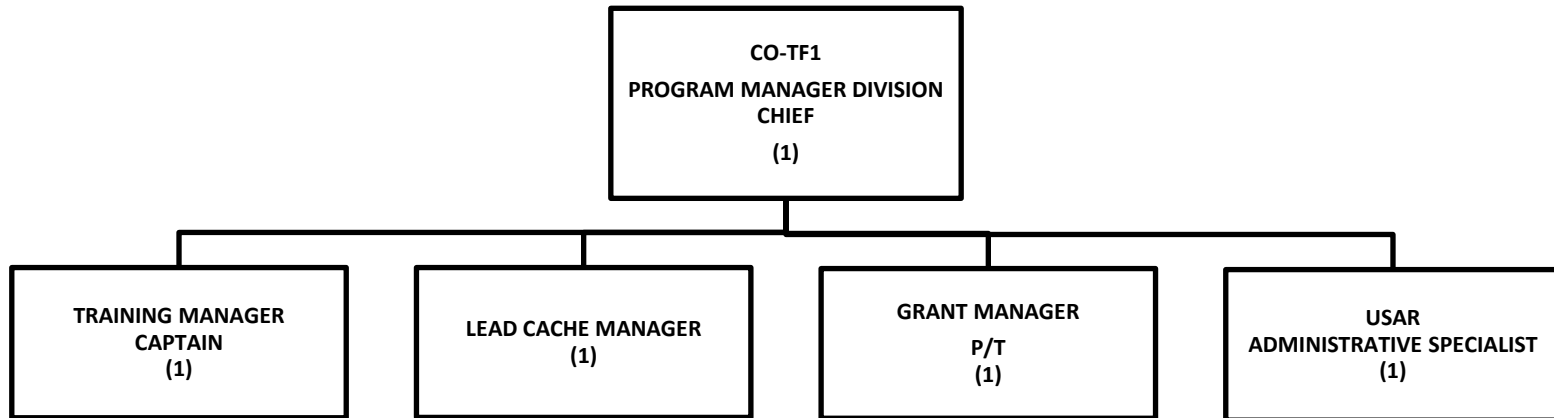 CO-TF1
PROGRAM MANAGER DIVISION
CHIEF
(1)
TRAINING MANAGER
CAPTAIN
(1)
LEAD CACHE MANAGER
(1)
GRANT MANAGER
P/T
(1)
USAR
ADMINISTRATIVE SPECIALIST
(1)